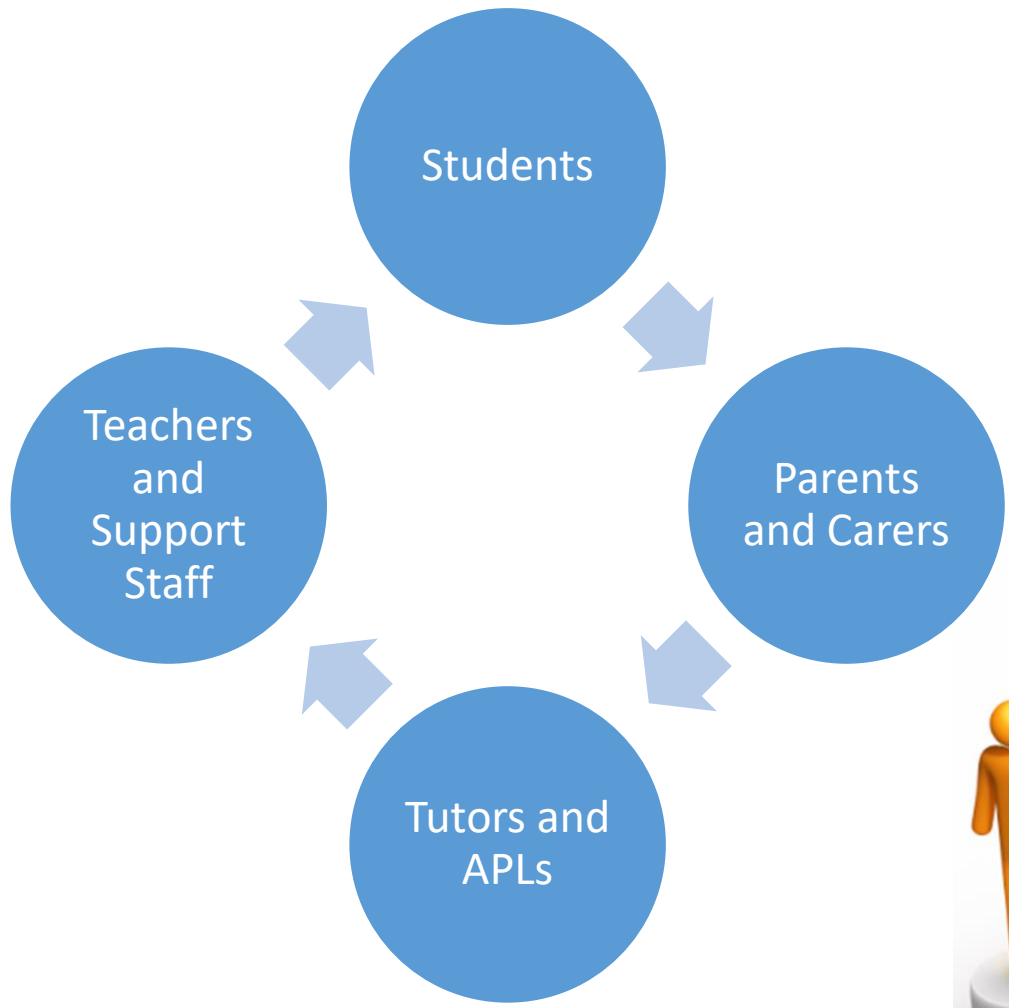 Students
Parents
and Carers
Tutors and
APLs
Teachers
and
Support
Staff